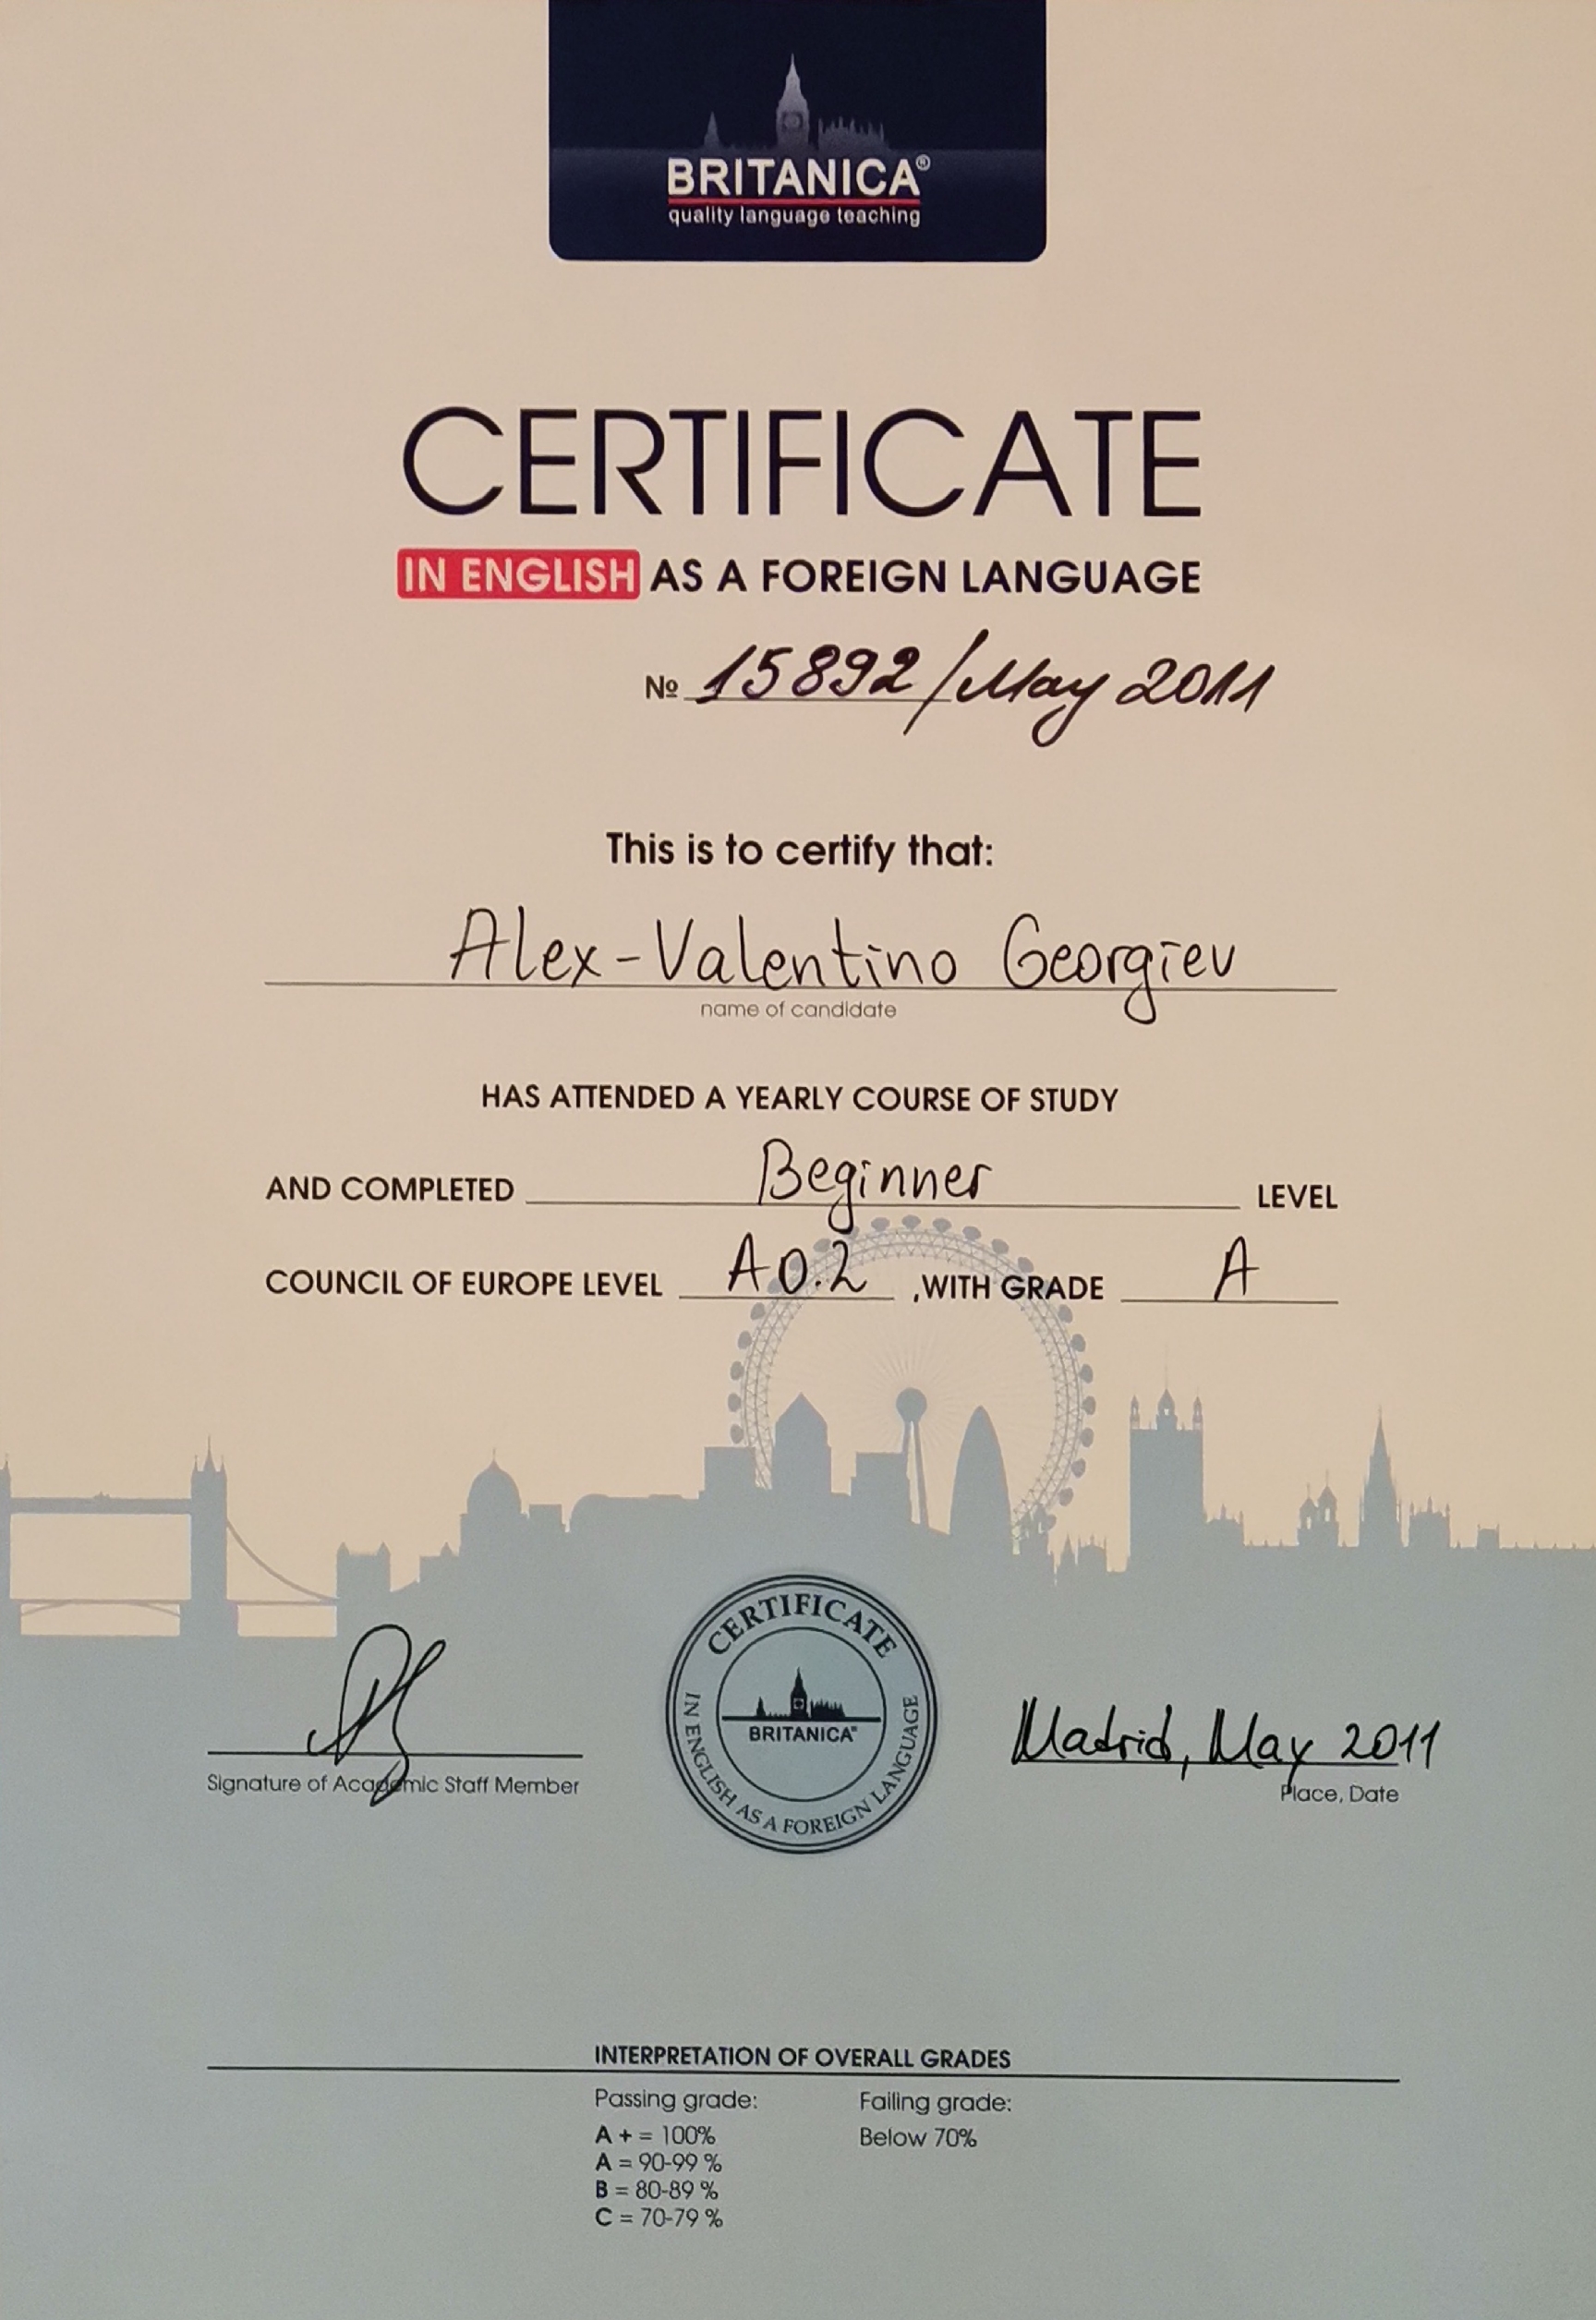 BRITANICA®
quality language teaching
CERTIFICATE
IN ENGLISH AS A FOREIGN LANGUAGE
№ 15892/May 2011
This is to certify that:
Alex-Valentino Georgiev
name of candidate
HAS ATTENDED A YEARLY COURSE OF STUDY
AND COMPLETED Beginner LEVEL
COUNCIL OF EUROPE LEVEL A0.2 ,WITH GRADE A
CERTIFICATE
BRITANICA®
IN ENGLISH AS A FOREIGN LANGUAGE
Madrid, May 2011
Signature of Academic Staff Member
Place, Date
INTERPRETATION OF OVERALL GRADES
Passing grade: Failing grade:
A + = 100% Below 70%
A = 90-99 %
B = 80-89 %
C = 70-79 %